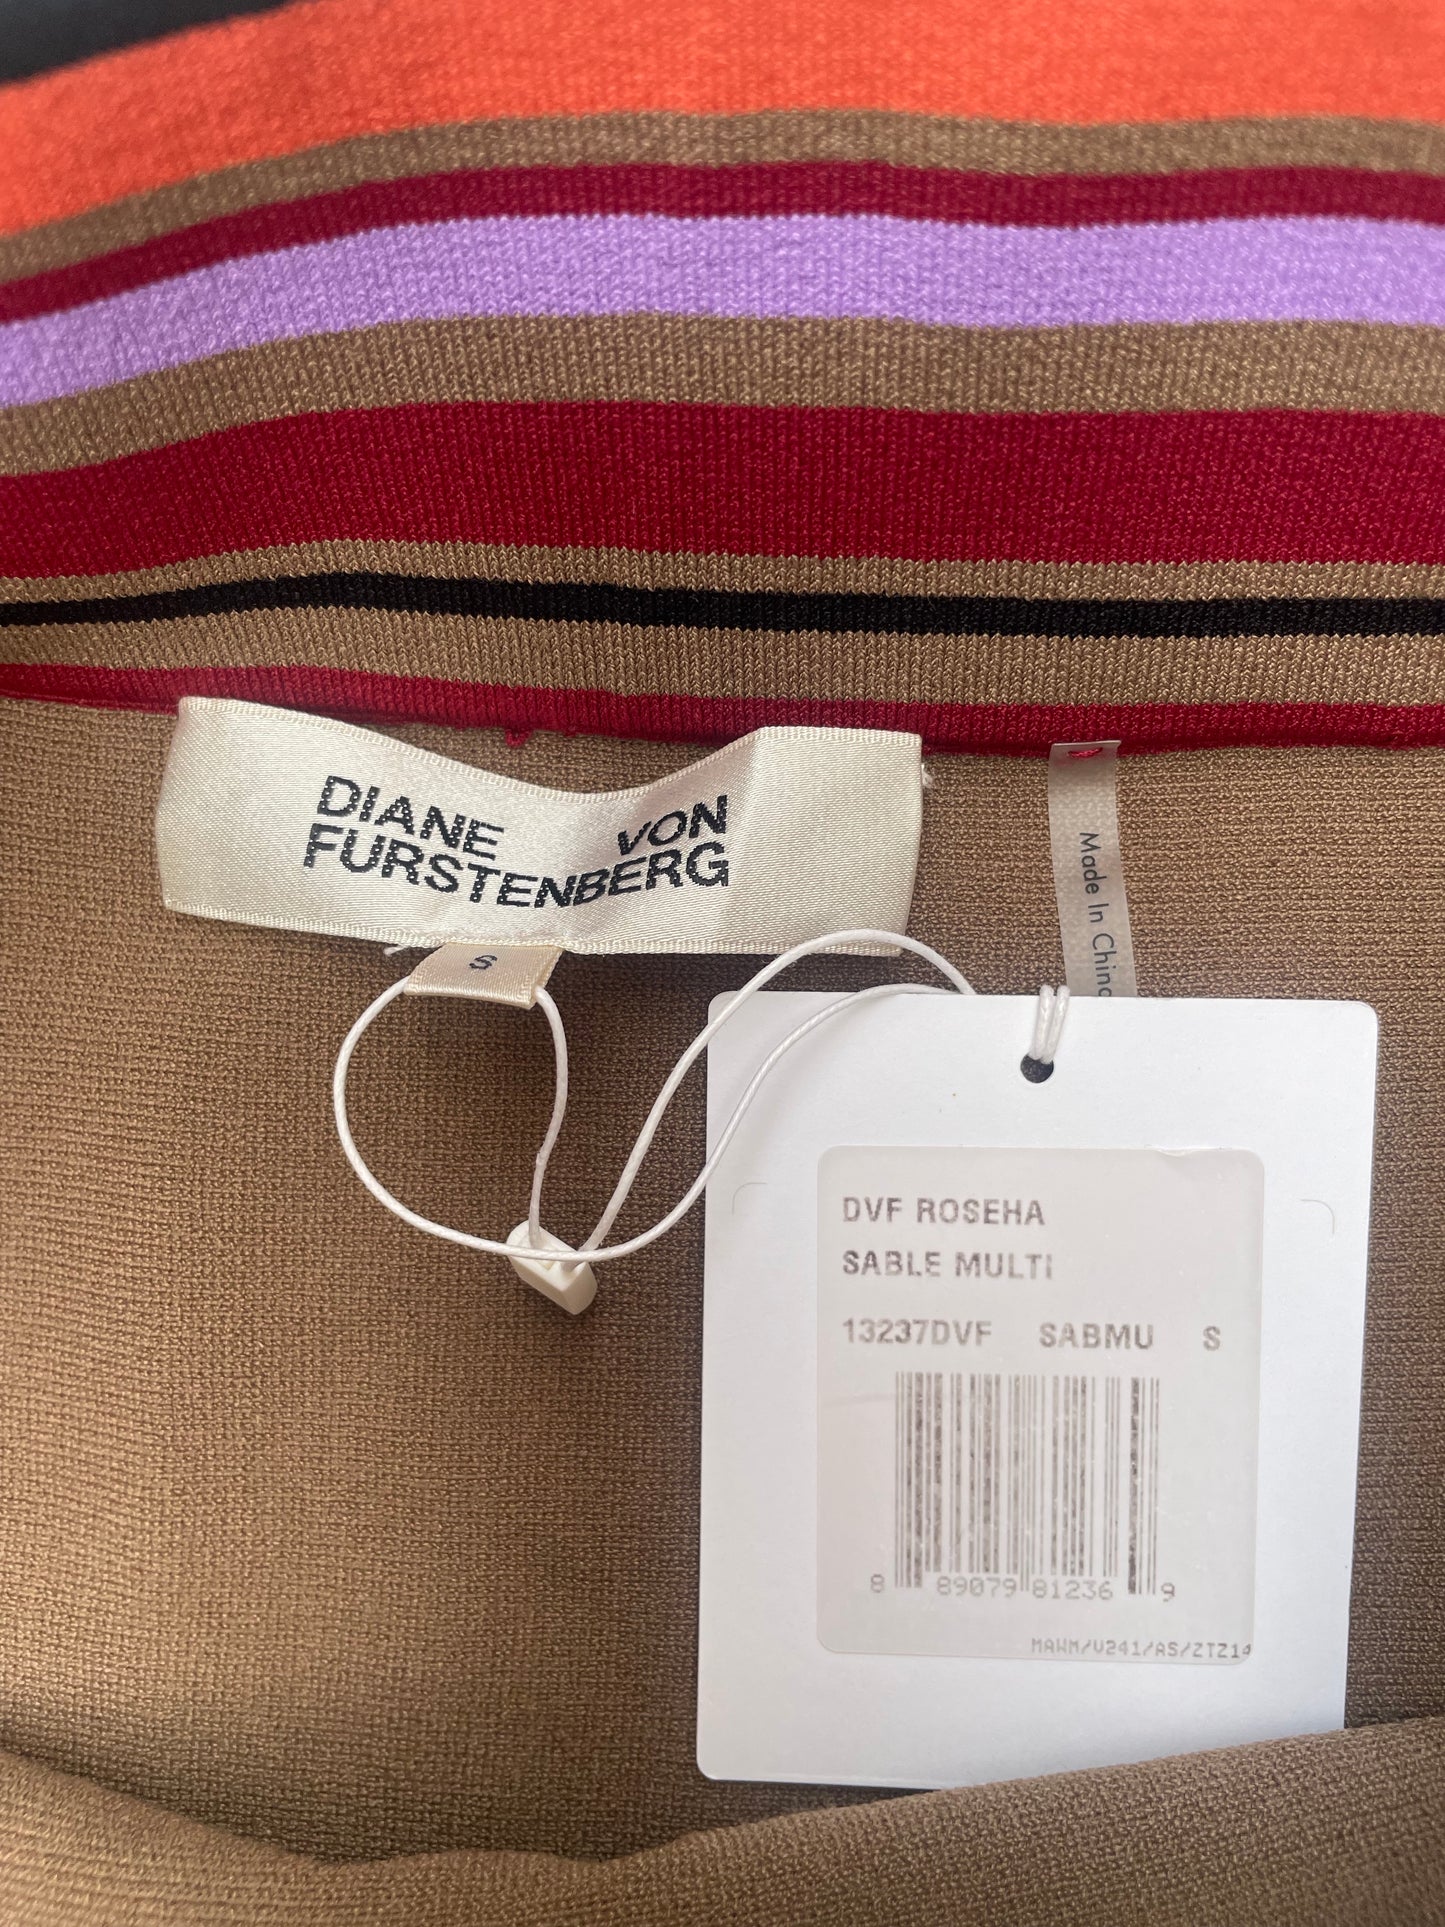 DIANE VON
FURSTENBERG
S
Made In China
DVF ROSEHA
SABLE MULTI
13237DVF SABMU S
8 89079 81236 9
MAWM/V241/AS/ZTZ14